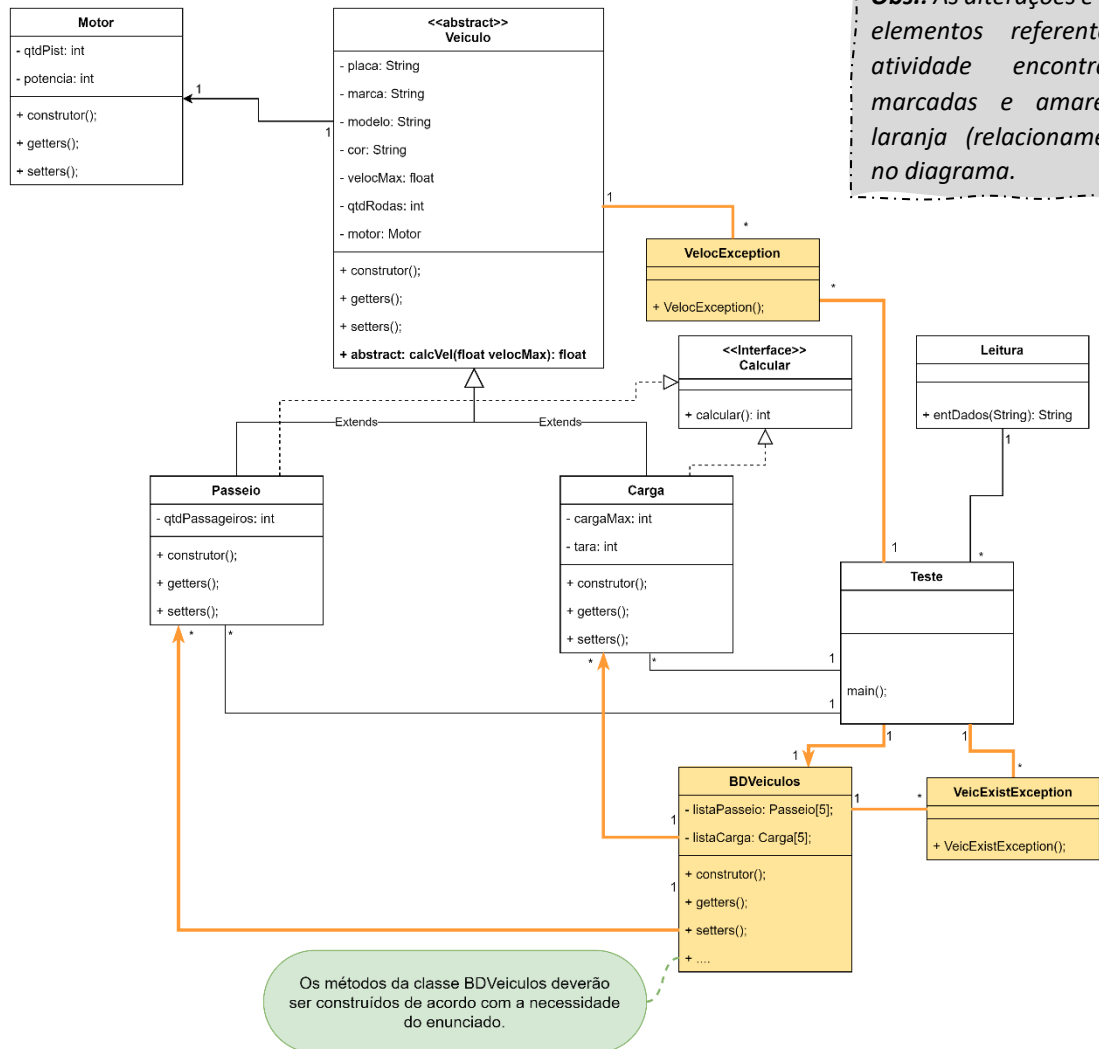 Obs.: As alterações e
elementos
atividade
marcadas e
laranja
no diagrama.
Motor
- qtdPist: int
- potencia: int
+ construtor();
+ getters();
+ setters();
1
1
<<abstract>>
Veiculo
- placa: String
- marca: String
- modelo: String
- cor: String
- velocMax: float
- qtdRodas: int
- motor: Motor
+ construtor();
+ getters();
+ setters();
+ abstract: calcVel(float velocMax): float
1
*
VelocException
+ VelocException();
*
<<Interface>>
Calcular
+ calcular(): int
Leitura
+ entDados(String): String
1
Extends
Extends
Passeio
- qtdPassageiros: int
+ construtor();
+ getters();
+ setters();
*
*
Carga
- cargaMax: int
- tara: int
+ construtor();
+ getters();
+ setters();
*
*
1
*
Teste
main();
1
1
1
1
1
*
BDVeiculos
- listaPasseio: Passeio[5];
- listaCarga: Carga[5];
+ construtor();
+ getters();
+ setters();
+ ....
1
1
1
*
VeicExistException
+ VeicExistException();
Os métodos da classe BDVeiculos deverão
ser construídos de acordo com a necessidade
do enunciado.